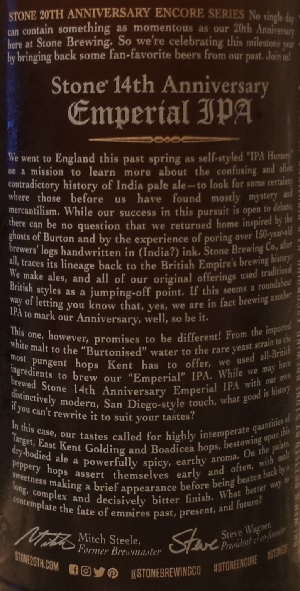 STONE 20TH ANNIVERSARY ENCORE SERIES No single day
can contain something as momentous as our 20th Anniversary
here at Stone Brewing. So we're celebrating this milestone year
by bringing back some fan-favorite beers from our past. Join us!
Stone® 14th Anniversary
Emperial IPA
We went to England this past spring as self-styled "IPA Hunters"
on a mission to learn more about the confusing and often
contradictory history of India pale ale—to look for some certainty
where those before us have found mostly mystery and
mercantilism. While our success in this pursuit is open to debate,
there can be no question that we returned home inspired by the
ghosts of Burton and by the experience of poring over 150-year-old
brewers' logs handwritten in (India?) ink. Stone Brewing Co., after
all, traces its lineage back to the British Empire's brewing history:
We make ales, and all of our original offerings used traditional
British styles as a jumping-off point. If this seems a roundabout
way of letting you know that, yes, we are in fact brewing another
IPA to mark our Anniversary, well, so be it.
This one, however, promises to be different! From the imported
white malt to the "Burtonised" water to the rare yeast strain to the
most pungent hops Kent has to offer, we used all-British
ingredients to brew our "Emperial" IPA. While we may have
brewed Stone 14th Anniversary Emperial IPA with our own
distinctively modern, San Diego-style touch, what good is history
if you can't rewrite it to suit your tastes?
In this case, our tastes called for highly intemperate quantities of
Target, East Kent Golding and Boadicea hops, bestowing upon this
dry-bodied ale a powerfully spicy, earthy aroma. On the palate,
peppery hops assert themselves early and often, with malt
sweetness making a brief appearance before being beaten back by a
long, complex and decisively bitter finish. What better way to
contemplate the fate of empires past, present, and future?
Mitch Steve
Mitch Steele, Steve Wagner,
Former Brewmaster President
STONE20TH.COM @STONEBREWINGCO #STONEENCORE